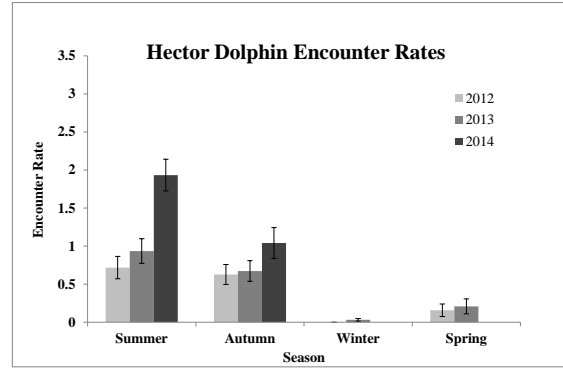 Hector Dolphin Encounter Rates
3.5
3
2.5
2
1.5
1
0.5
0
Encounter Rate
2012
2013
2014
Summer Autumn Winter Spring
Season